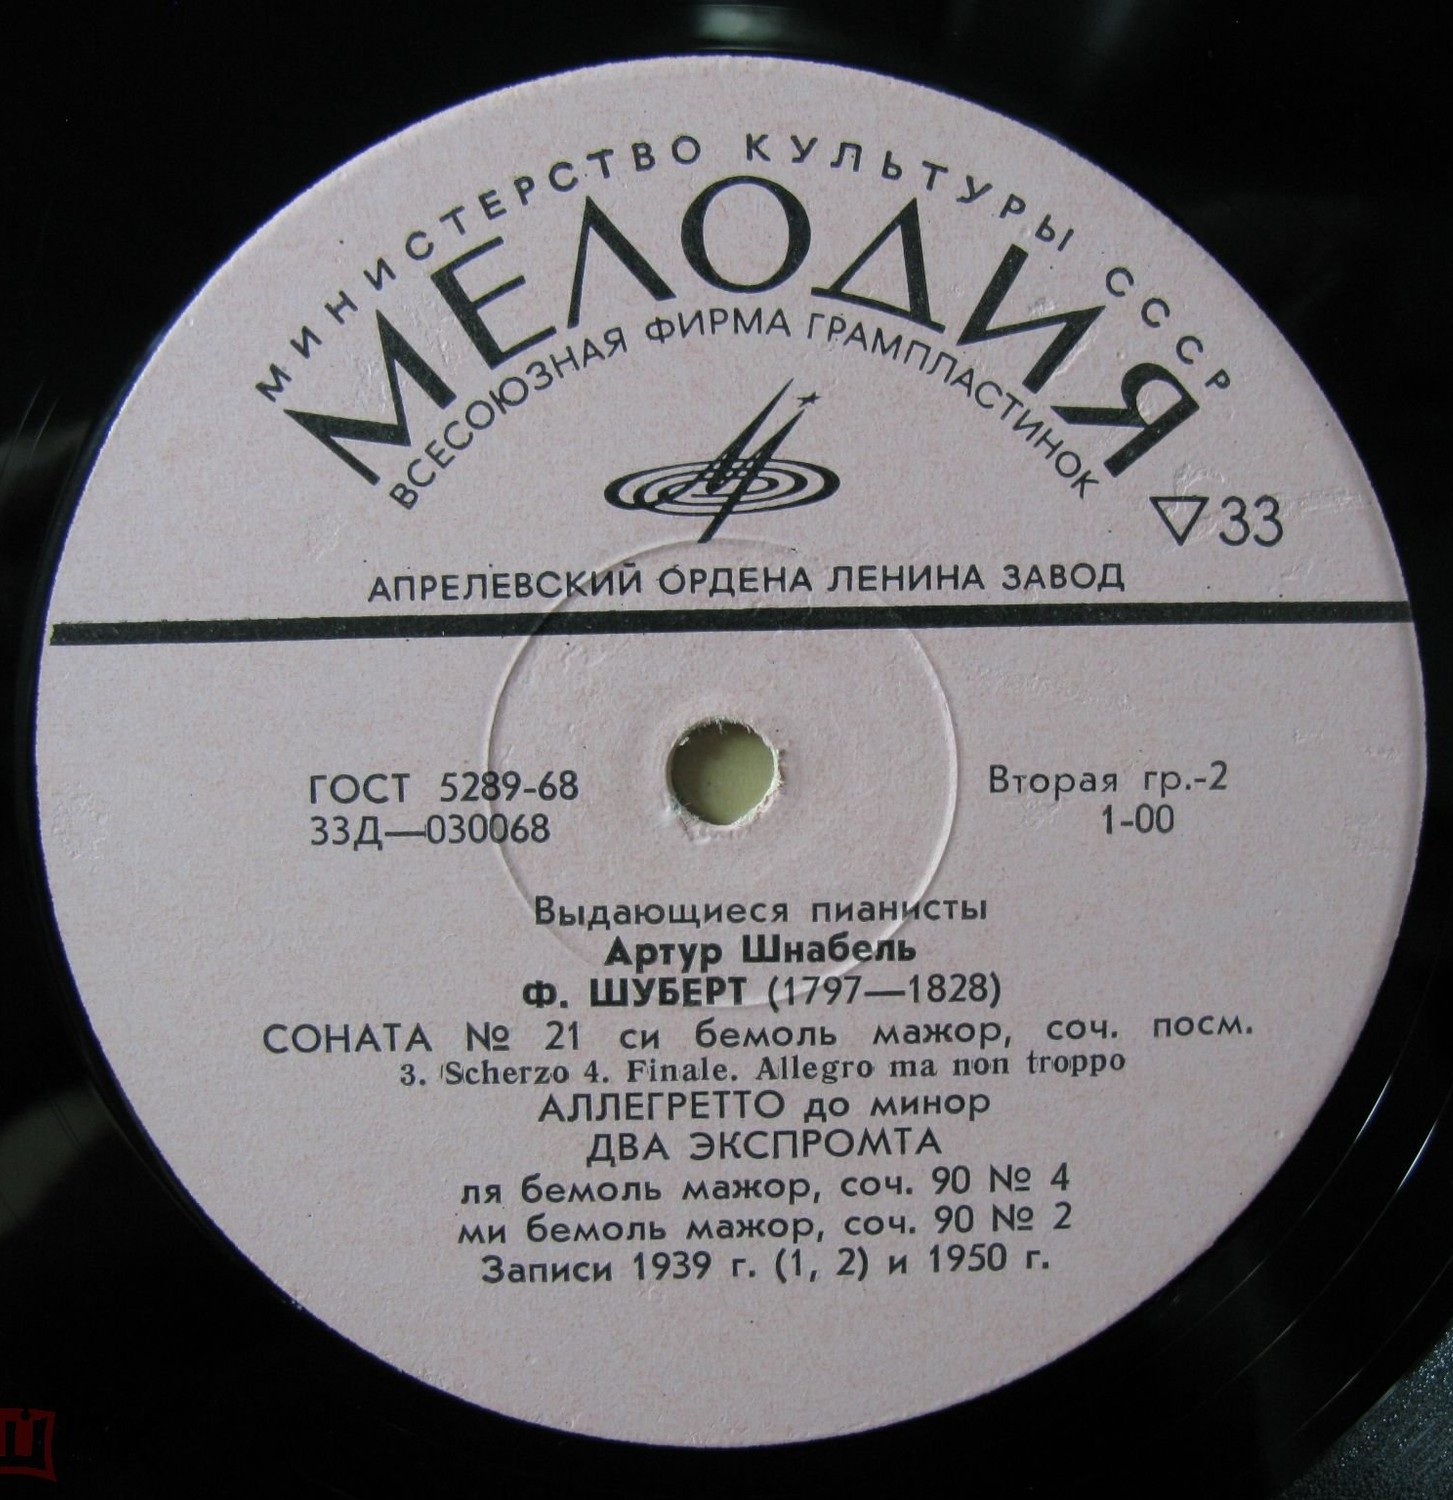 МИНИСТЕРСТВО КУЛЬТУРЫ СССР
МЕЛОДИЯ
ВСЕСОЮЗНАЯ ФИРМА ГРАМПЛАСТИНОК
33
АПРЕЛЕВСКИЙ ОРДЕНА ЛЕНИНА ЗАВОД
ГОСТ 5289-68
33Д—030068
Вторая гр.-2
1-00
Выдающиеся пианисты
Артур Шнабель
Ф. ШУБЕРТ (1797—1828)
СОНАТА № 21 си бемоль мажор, соч. посм.
3. Scherzo 4. Finale. Allegro ma non troppo
АЛЛЕГРЕТТО до минор
ДВА ЭКСПРОМТА
ля бемоль мажор, соч. 90 № 4
ми бемоль мажор, соч. 90 № 2
Записи 1939 г. (1, 2) и 1950 г.